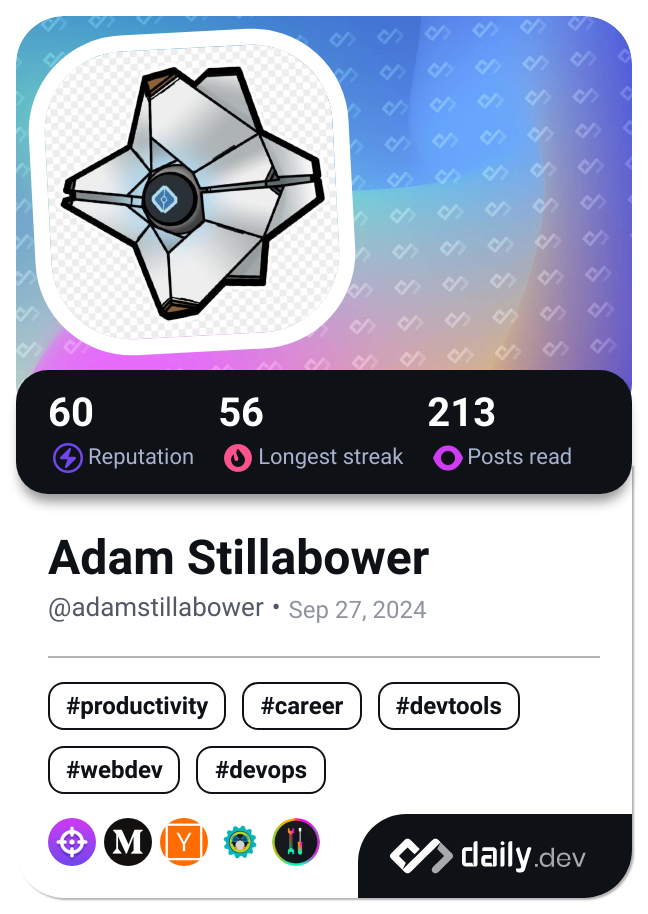 60 56 213
Reputation Longest streak Posts read
Adam Stillabower
@adamstillabower • Sep 27, 2024
#productivity #career #devtools
#webdev #devops
M Y
daily.dev